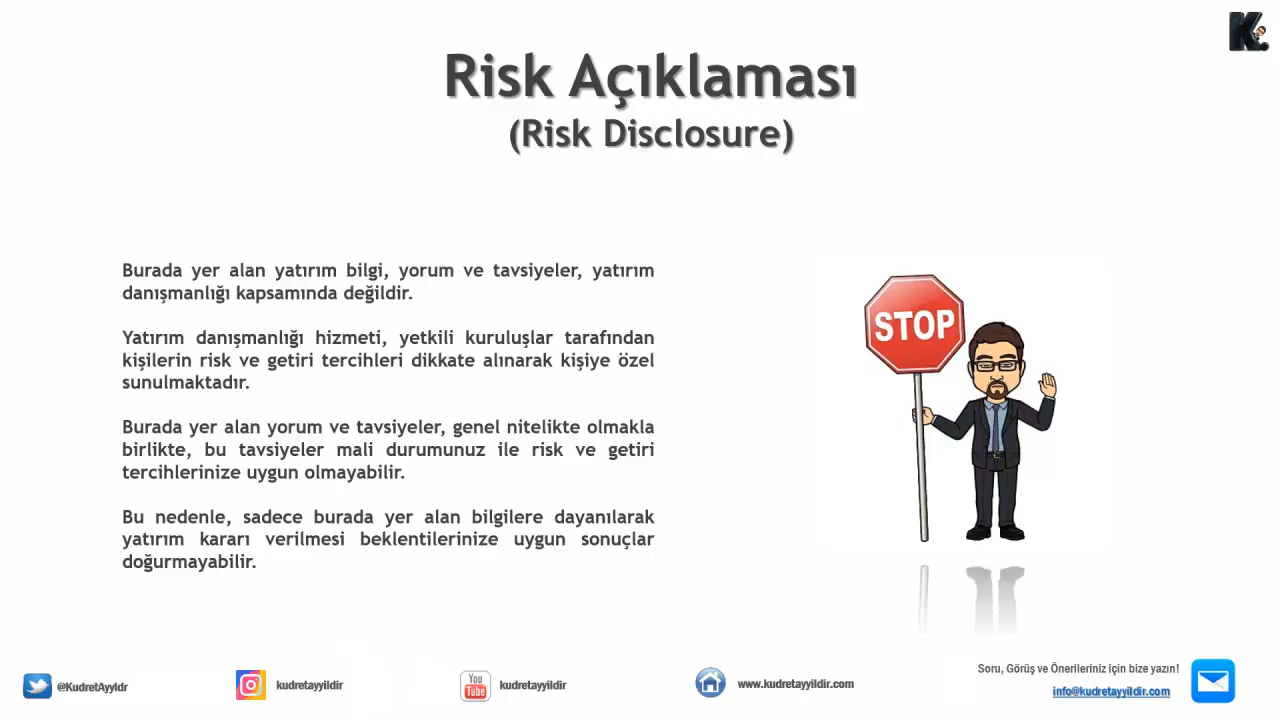 Risk Açıklaması
(Risk Disclosure)
Burada yer alan yatırım bilgi, yorum ve tavsiyeler, yatırım
danışmanlığı kapsamında değildir.
Yatırım danışmanlığı hizmeti, yetkili kuruluşlar tarafından
kişilerin risk ve getiri tercihleri dikkate alınarak kişiye özel
sunulmaktadır.
Burada yer alan yorum ve tavsiyeler, genel nitelikte olmakla
birlikte, bu tavsiyeler mali durumunuz ile risk ve getiri
tercihlerinize uygun olmayabilir.
Bu nedenle, sadece burada yer alan bilgilere dayanılarak
yatırım kararı verilmesi beklentilerinize uygun sonuçlar
doğurmayabilir.
STOP
K
@KudretAyyldr
kudretayyildir
You
Tube
kudretayyildir
www.kudretayyildir.com
Soru, Görüş ve Önerileriniz için bize yazın!
info@kudretayyildir.com